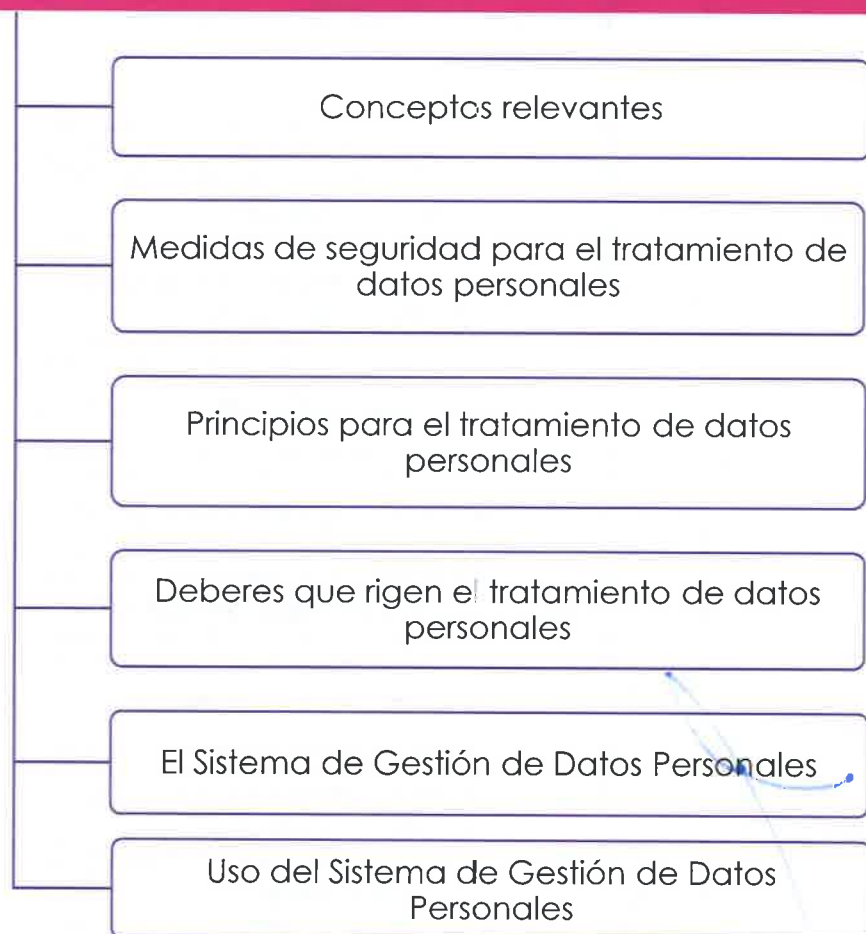 Conceptos relevantes
Medidas de seguridad para el tratamiento de
datos personales
Principios para el tratamiento de datos
personales
Deberes que rigen el tratamiento de datos
personales
El Sistema de Gestión de Datos Personales
Uso del Sistema de Gestión de Datos
Personales